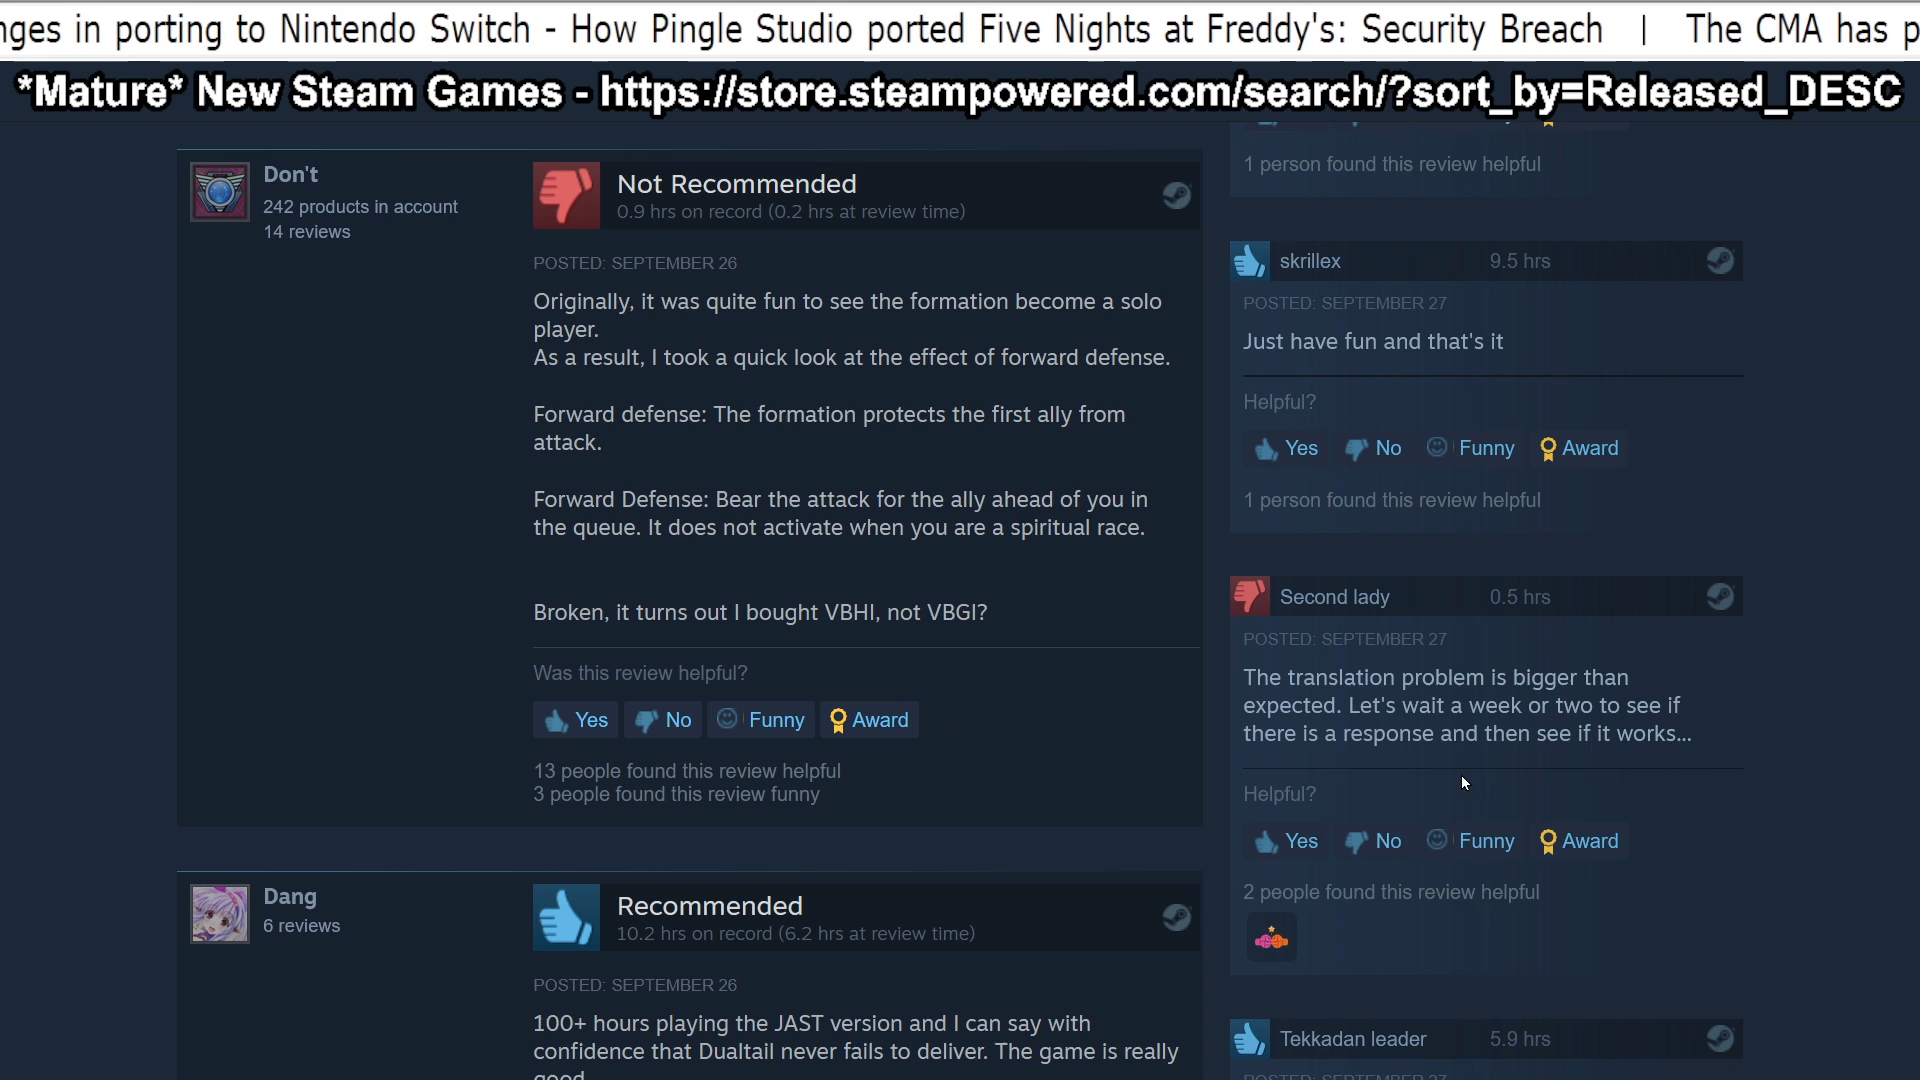 nges in porting to Nintendo Switch - How Pingle Studio ported Five Nights at Freddy's: Security Breach | The CMA has p
*Mature* New Steam Games - https://store.steampowered.com/search/?sort_by=Released_DESC
Don't
242 products in account
14 reviews
Not Recommended
0.9 hrs on record (0.2 hrs at review time)
POSTED: SEPTEMBER 26
Originally, it was quite fun to see the formation become a solo
player.
As a result, I took a quick look at the effect of forward defense.
Forward defense: The formation protects the first ally from
attack.
Forward Defense: Bear the attack for the ally ahead of you in
the queue. It does not activate when you are a spiritual race.
Broken, it turns out I bought VBHI, not VBGI?
Was this review helpful?
Yes No Funny Award
13 people found this review helpful
3 people found this review funny
Dang
6 reviews
Recommended
10.2 hrs on record (6.2 hrs at review time)
POSTED: SEPTEMBER 26
100+ hours playing the JAST version and I can say with
confidence that Dualtail never fails to deliver. The game is really
good
1 person found this review helpful
skrillex 9.5 hrs
POSTED: SEPTEMBER 27
Just have fun and that's it
Helpful?
Yes No Funny Award
1 person found this review helpful
Second lady 0.5 hrs
POSTED: SEPTEMBER 27
The translation problem is bigger than
expected. Let's wait a week or two to see if
there is a response and then see if it works...
Helpful?
Yes No Funny Award
2 people found this review helpful
Tekkadan leader 5.9 hrs
POSTED: SEPTEMBER 27